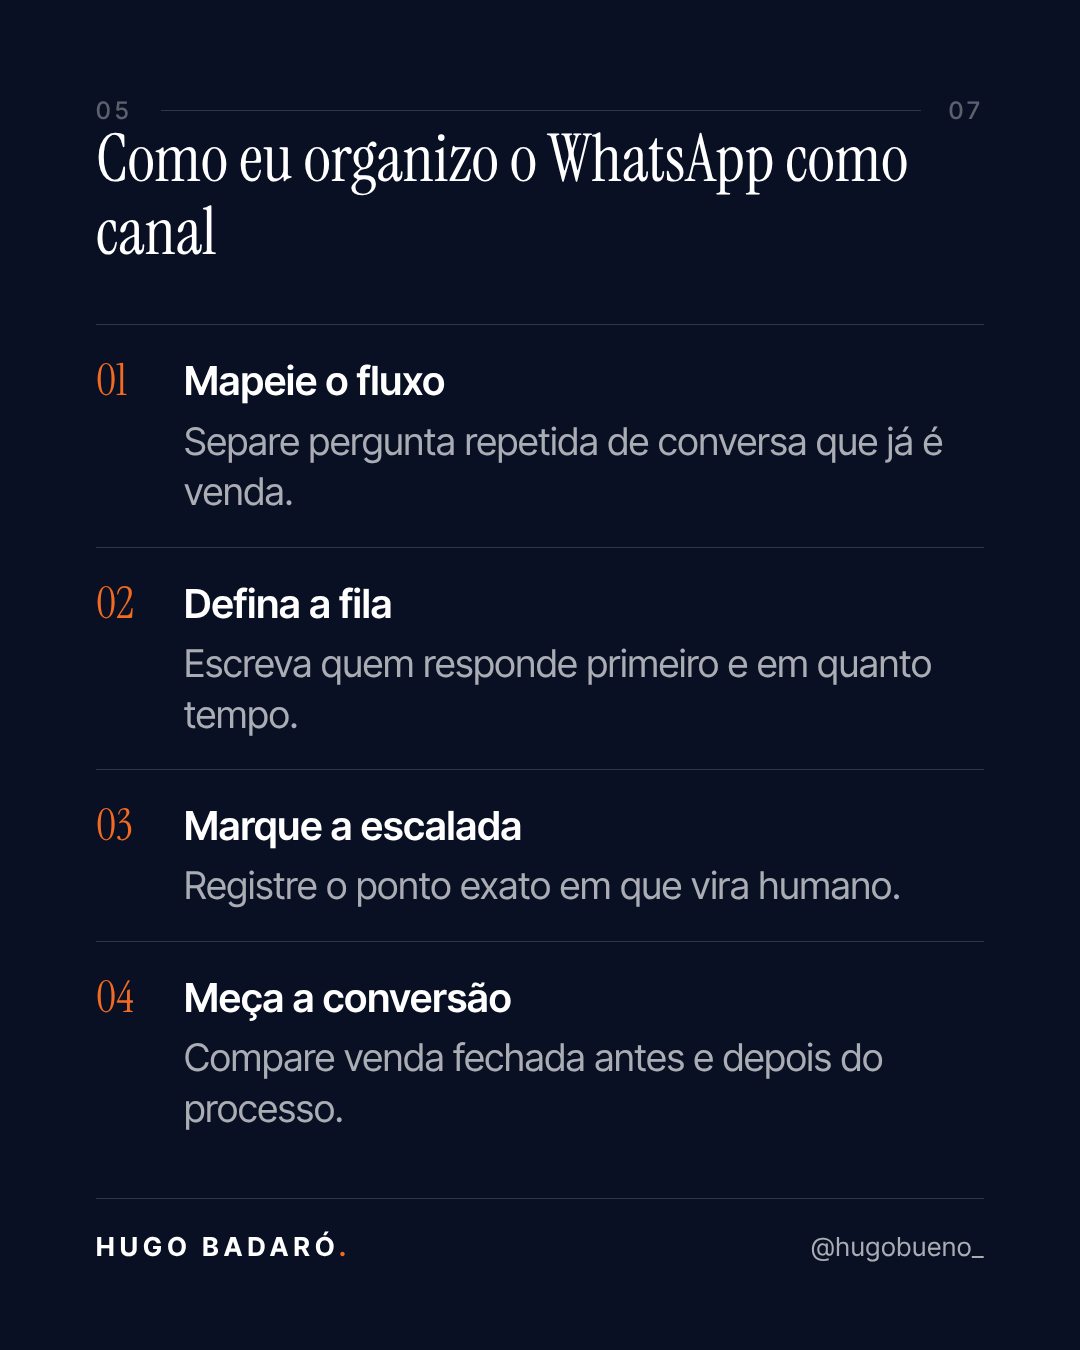 05 07
Como eu organizo o WhatsApp como
canal
01 Mapeie o fluxo
Separe pergunta repetida de conversa que já é
venda.
02 Defina a fila
Escreva quem responde primeiro e em quanto
tempo.
03 Marque a escalada
Registre o ponto exato em que vira humano.
04 Meça a conversão
Compare venda fechada antes e depois do
processo.
HUGO BADARÓ. @hugobueno_